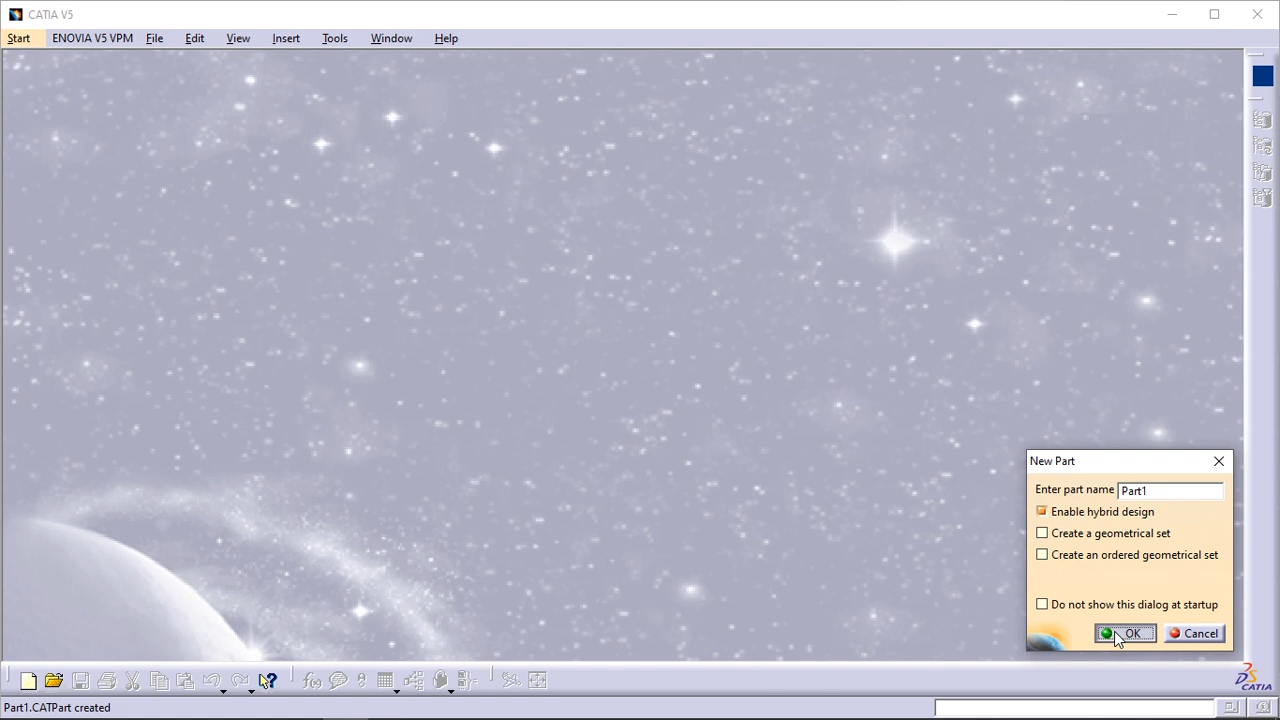 CATIA V5
Start ENOVIA V5 VPM File Edit View Insert Tools Window Help
New Part
Enter part name Part1
Enable hybrid design
Create a geometrical set
Create an ordered geometrical set
Do not show this dialog at startup
OK Cancel
CATIA
Part1.CATPart created